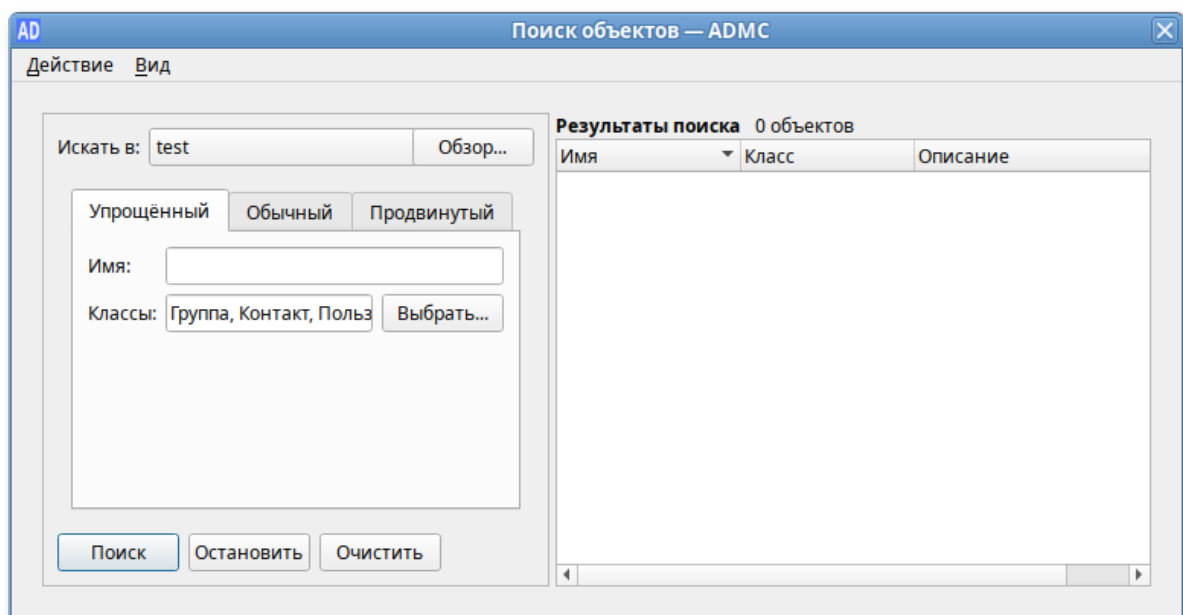 AD Поиск объектов — ADMC
Действие Вид
Искать в: test Обзор...
Упрощённый Обычный Продвинутый
Имя:
Классы: Группа, Контакт, Польз Выбрать...
Поиск Остановить Очистить
Результаты поиска 0 объектов
Имя Класс Описание